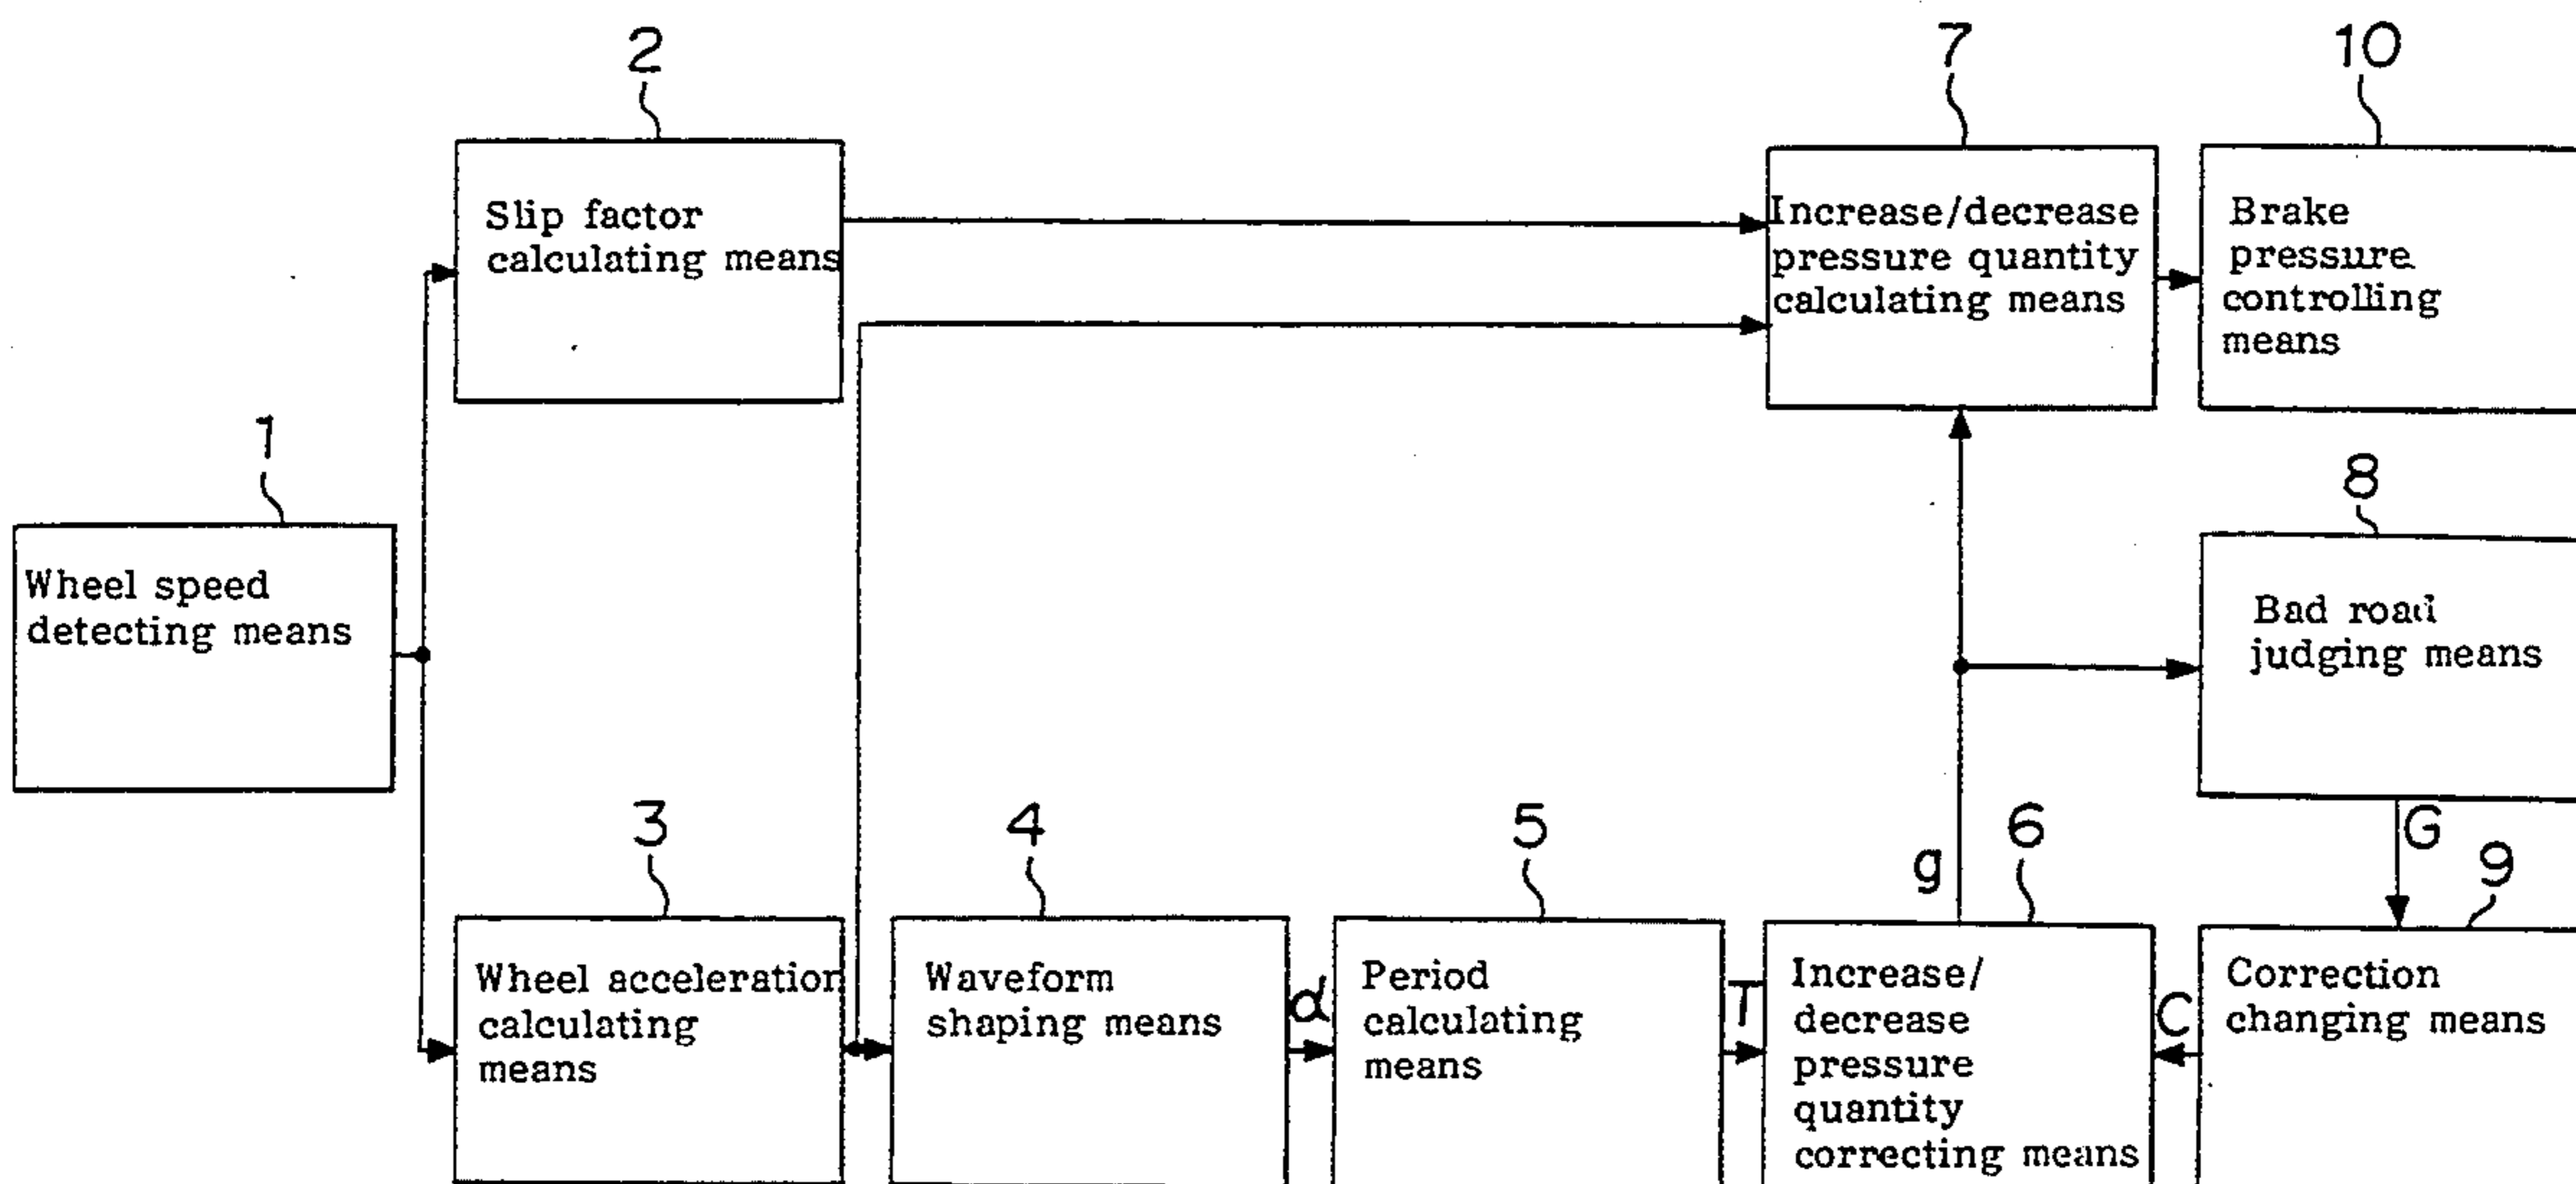 2
7
10
Slip factor
calculating means
Increase/decrease
pressure quantity
calculating means
Brake
pressure
controlling
means
1
8
Wheel speed
detecting means
Bad road
judging means
3
4
5
g
6
G
9
Wheel acceleration
calculating
means
Waveform
shaping means
d
Period
calculating
means
T
Increase/
decrease
pressure
quantity
correcting means
C
Correction
changing means